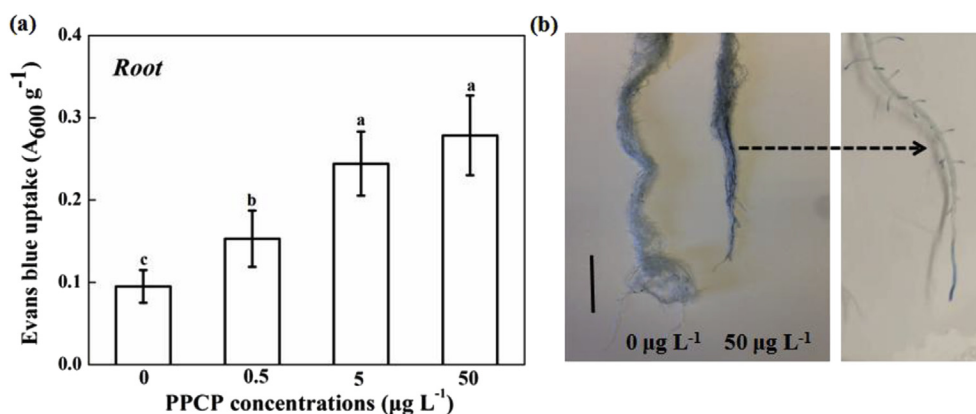 (a)
Evans blue uptake (A600 g-1)
0.4
0.3
0.2
0.1
0.0
Root
c
b
a
a
0
0.5
5
50
PPCP concentrations (µg L-1)
(b)
0 µg L-1
50 µg L-1